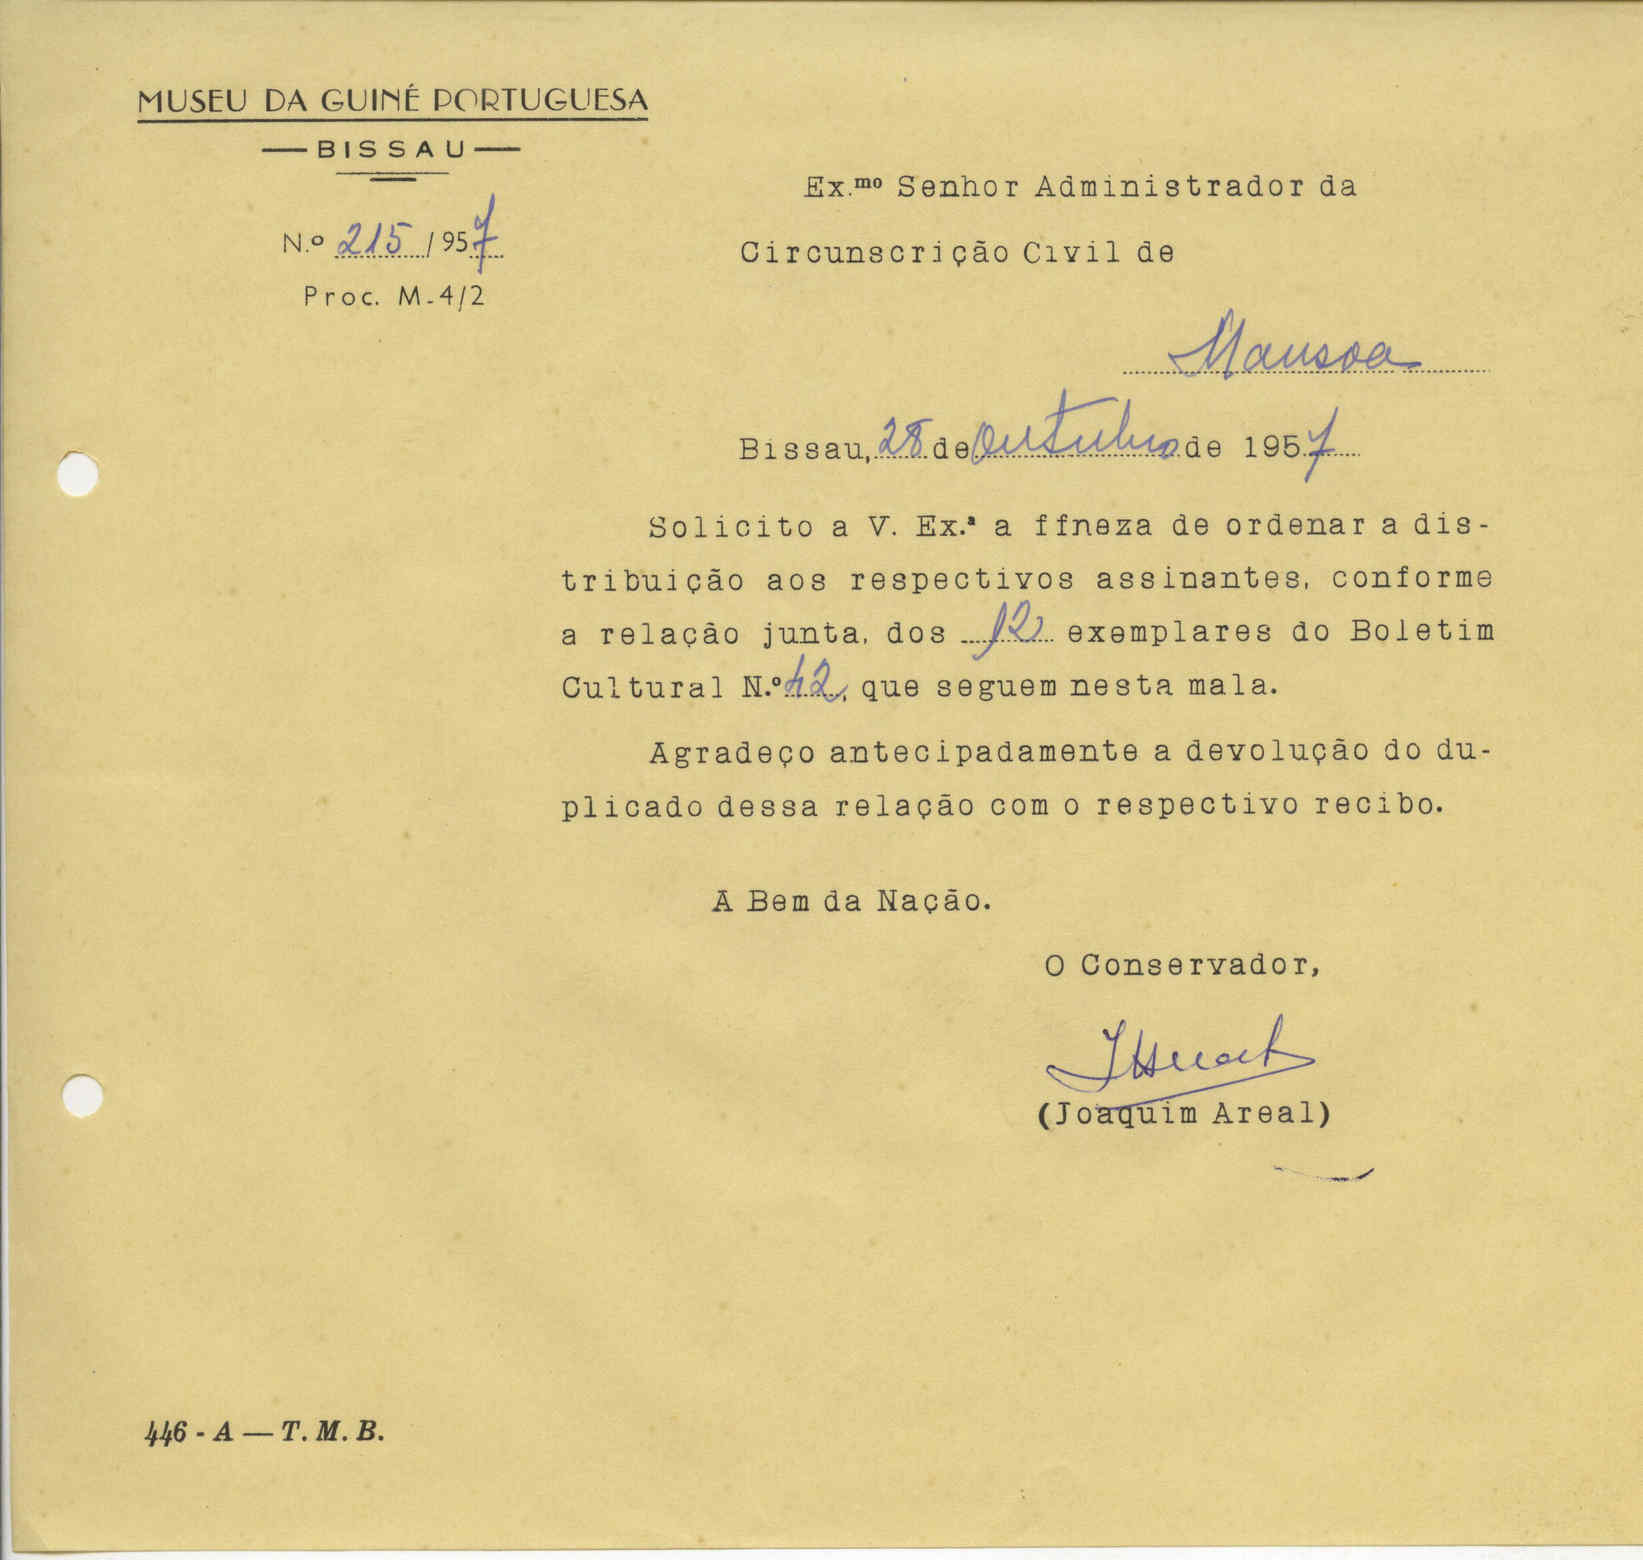 MUSEU DA GUINÉ PORTUGUESA
BISSAU
N.º 215/957
Proc. M-4/2
Ex.mo Senhor Administrador da
Circunscrição Civil de
Mansoa
Bissau, 28 de Outubro de 1957
Solicito a V. Ex.ª a ffneza de ordenar a dis-
tribuição aos respectivos assinantes, conforme
a relação junta, dos 12 exemplares do Boletim
Cultural N.º 42, que seguem nesta mala.
Agradeço antecipadamente a devolução do du-
plicado dessa relação com o respectivo recibo.
A Bem da Nação.
O Conservador,
(Joaquim Areal)
446 - A — T. M. B.